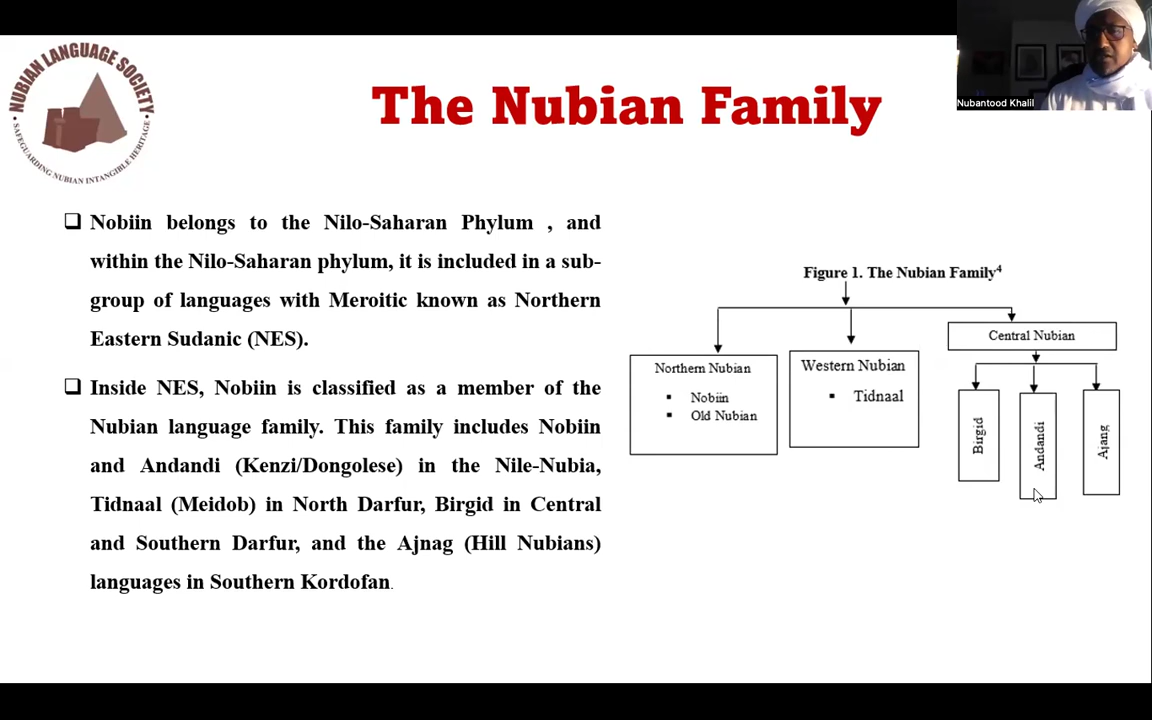 NUBIAN LANGUAGE SOCIETY
SAFEGUARDING NUBIAN INTANGIBLE HERITAGE
The Nubian Family
Nubantood Khalil
Nobiin belongs to the Nilo-Saharan Phylum , and
within the Nilo-Saharan phylum, it is included in a sub-
group of languages with Meroitic known as Northern
Eastern Sudanic (NES).
Inside NES, Nobiin is classified as a member of the
Nubian language family. This family includes Nobiin
and Andandi (Kenzi/Dongolese) in the Nile-Nubia,
Tidnaal (Meidob) in North Darfur, Birgid in Central
and Southern Darfur, and the Ajnag (Hill Nubians)
languages in Southern Kordofan.
Figure 1. The Nubian Family4
Northern Nubian
Nobiin
Old Nubian
Western Nubian
Tidnaal
Central Nubian
Birgid
Andandi
Ajang